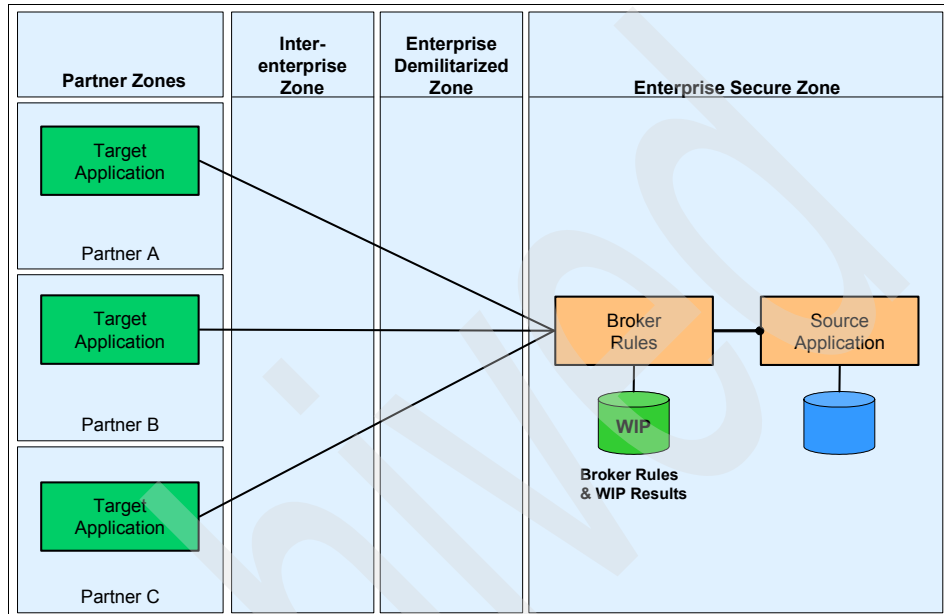 Partner Zones
Inter-
enterprise
Zone
Enterprise
Demilitarized
Zone
Enterprise Secure Zone
Target
Application
Partner A
Target
Application
Partner B
Target
Application
Partner C
Broker
Rules
Source
Application
WIP
Broker Rules
& WIP Results